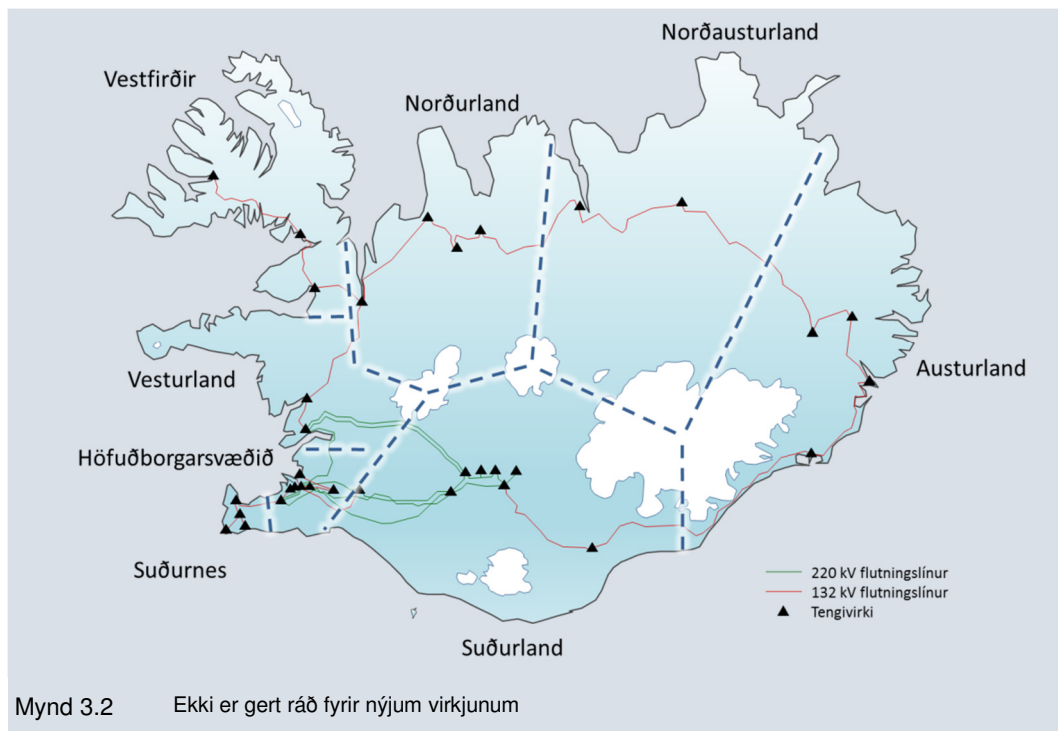 Norðausturland
Vestfirðir
Norðurland
Vesturland
Austurland
Höfuðborgarsvæðið
Suðurnes
220 kV flutningslínur
132 kV flutningslínur
Tengivirki
Suðurland
Mynd 3.2 Ekki er gert ráð fyrir nýjum virkjunum